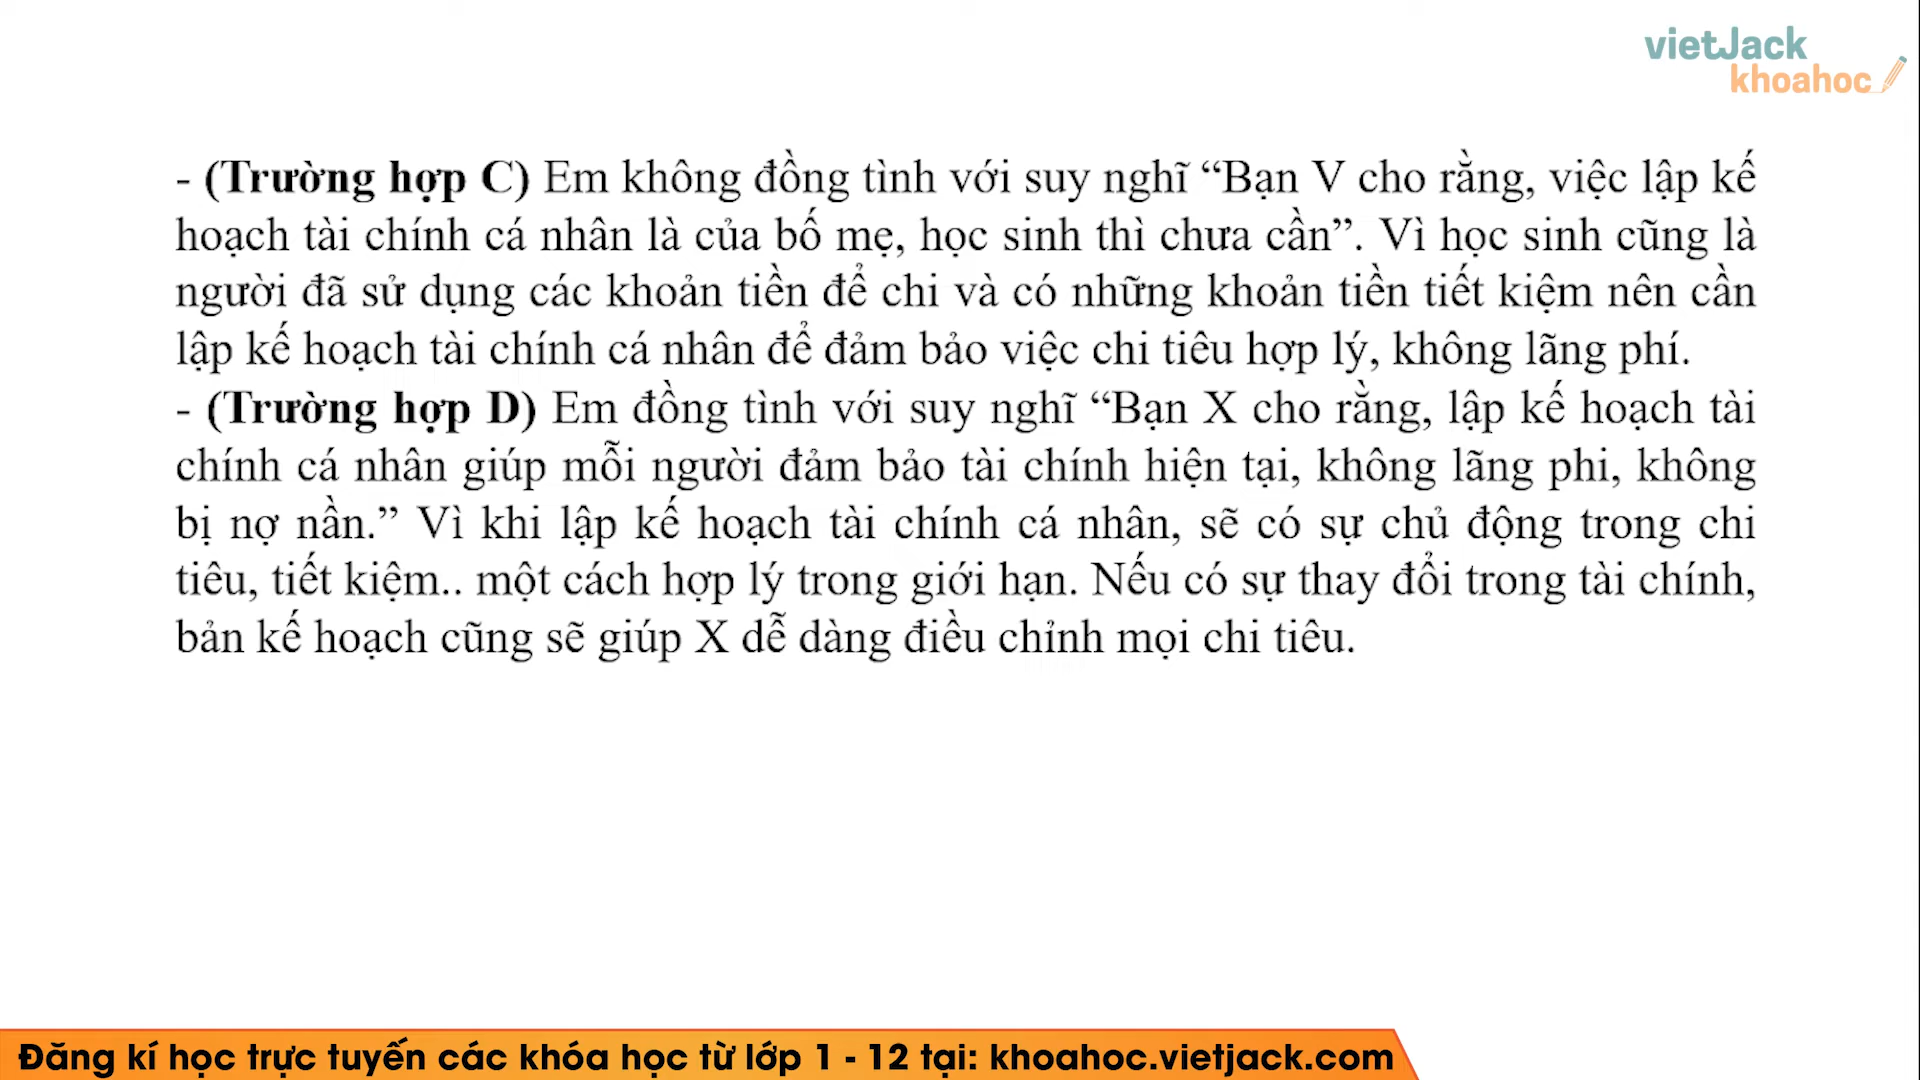 vietJack
khoahoc
- (Trường hợp C) Em không đồng tình với suy nghĩ “Bạn V cho rằng, việc lập kế
hoạch tài chính cá nhân là của bố mẹ, học sinh thì chưa cần”. Vì học sinh cũng là
người đã sử dụng các khoản tiền để chi và có những khoản tiền tiết kiệm nên cần
lập kế hoạch tài chính cá nhân để đảm bảo việc chi tiêu hợp lý, không lãng phí.
- (Trường hợp D) Em đồng tình với suy nghĩ “Bạn X cho rằng, lập kế hoạch tài
chính cá nhân giúp mỗi người đảm bảo tài chính hiện tại, không lãng phi, không
bị nợ nần.” Vì khi lập kế hoạch tài chính cá nhân, sẽ có sự chủ động trong chi
tiêu, tiết kiệm.. một cách hợp lý trong giới hạn. Nếu có sự thay đổi trong tài chính,
bản kế hoạch cũng sẽ giúp X dễ dàng điều chỉnh mọi chi tiêu.
Đăng kí học trực tuyến các khóa học từ lớp 1 - 12 tại: khoahoc.vietjack.com